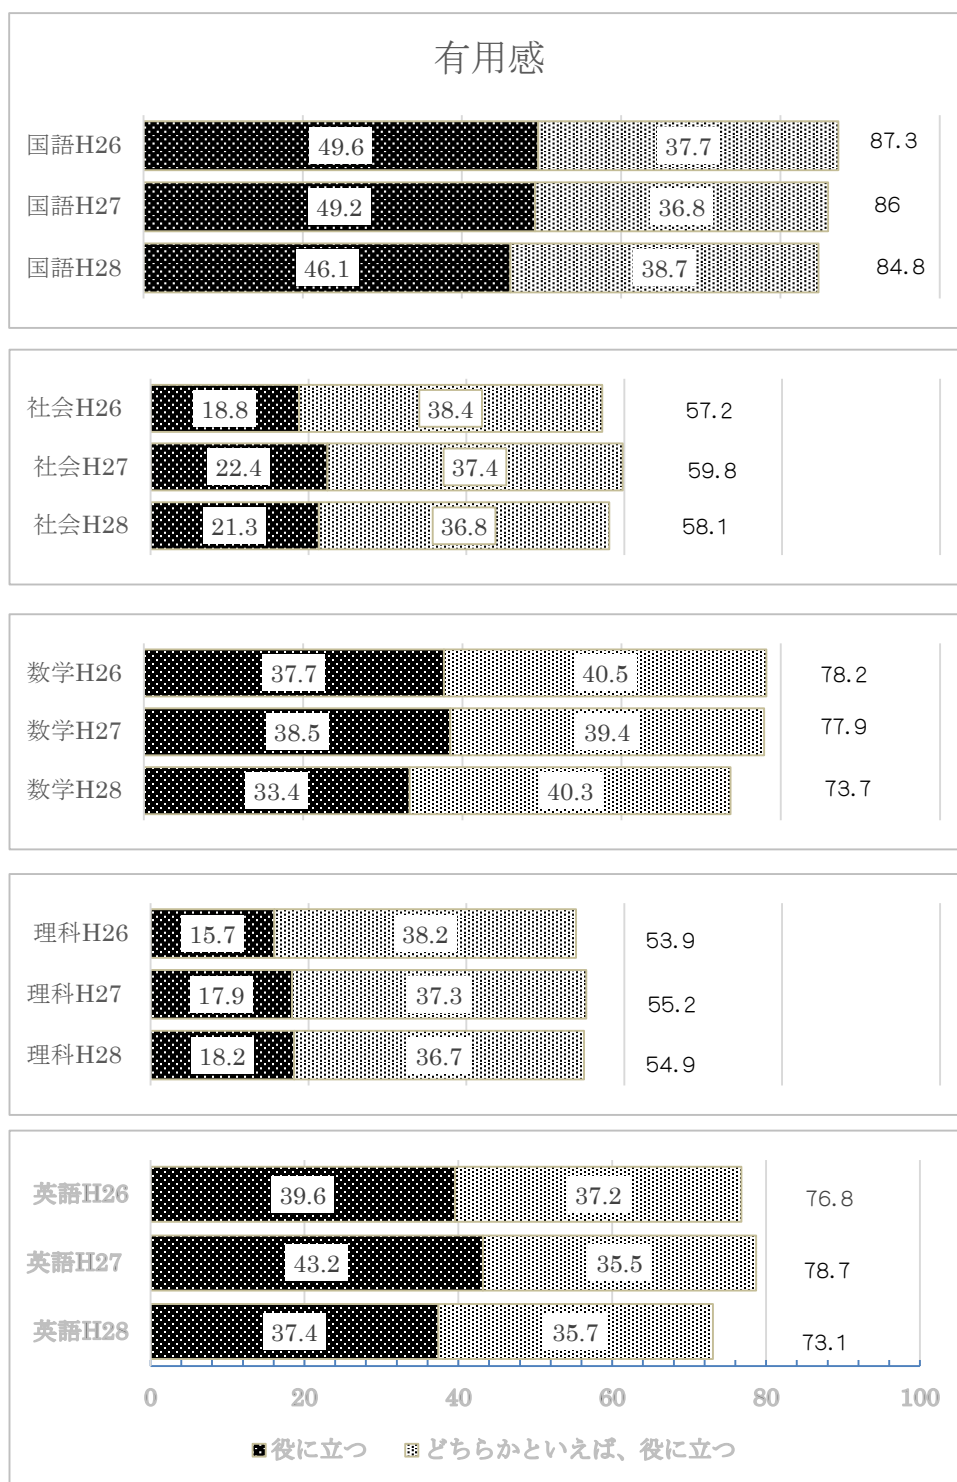 有用感
国語H26 49.6 37.7 87.3
国語H27 49.2 36.8 86
国語H28 46.1 38.7 84.8
社会H26 18.8 38.4 57.2
社会H27 22.4 37.4 59.8
社会H28 21.3 36.8 58.1
数学H26 37.7 40.5 78.2
数学H27 38.5 39.4 77.9
数学H28 33.4 40.3 73.7
理科H26 15.7 38.2 53.9
理科H27 17.9 37.3 55.2
理科H28 18.2 36.7 54.9
英語H26 39.6 37.2 76.8
英語H27 43.2 35.5 78.7
英語H28 37.4 35.7 73.1
0 20 40 60 80 100
役に立つ どちらかといえば、役に立つ